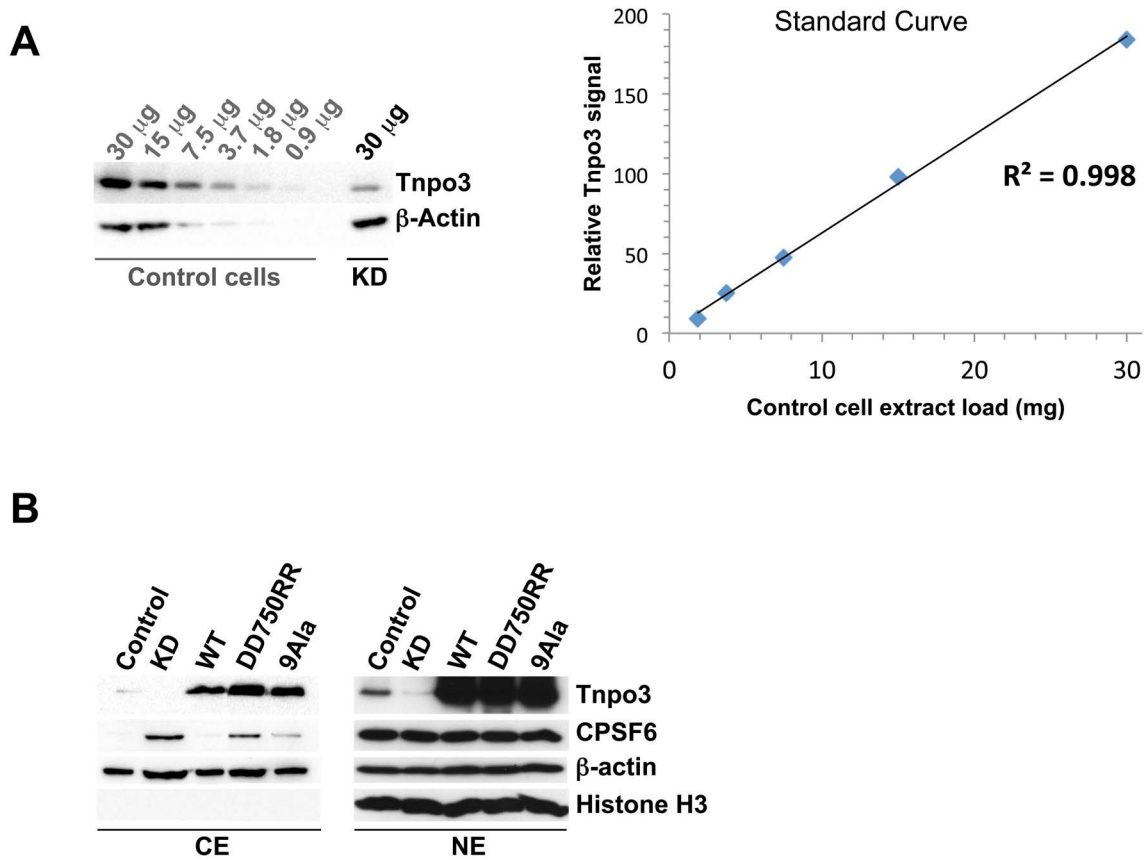 A
30 μg
15 μg
7.5 μg
3.7 μg
1.8 μg
0.9 μg
30 μg
Tnpo3
β-Actin
Control cells
KD
Standard Curve
Relative Tnpo3 signal
200
150
100
50
0
R² = 0.998
0
10
20
30
Control cell extract load (mg)
B
Control
KD
WT
DD750RR
9Ala
Control
KD
WT
DD750RR
9Ala
Tnpo3
CPSF6
β-actin
Histone H3
CE
NE